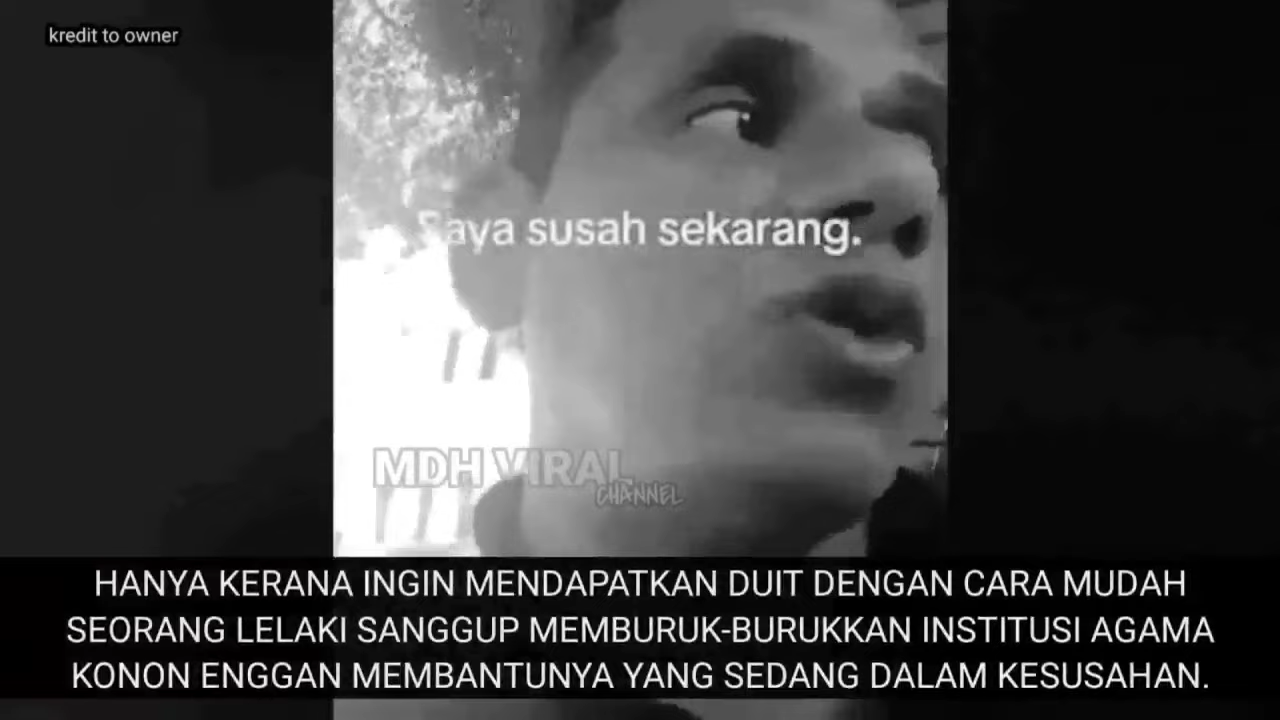 kredit to owner
Saya susah sekarang.
MDH VIRAL
CHANNEL
HANYA KERANA INGIN MENDAPATKAN DUIT DENGAN CARA MUDAH
SEORANG LELAKI SANGGUP MEMBURUK-BURUKKAN INSTITUSI AGAMA
KONON ENGGAN MEMBANTUNYA YANG SEDANG DALAM KESUSAHAN.